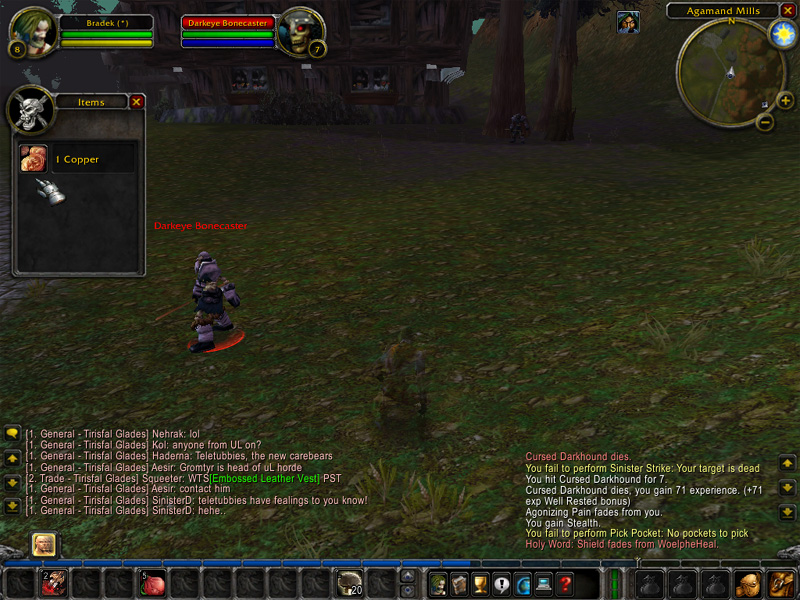 Bradek (*)
8
Darkeye Bonecaster
7
Agamand Mills
N
Items
1 Copper
Darkeye Bonecaster
[1. General - Tirisfal Glades] Nehrak: lol
[1. General - Tirisfal Glades] Kol: anyone from UL on?
[1. General - Tirisfal Glades] Haderna: Teletubbies, the new carebears
[1. General - Tirisfal Glades] Aesir: Gromtyr is head of uL horde
[2. Trade - Tirisfal Glades] Squeeter: WTS[Embossed Leather Vest] PST
[1. General - Tirisfal Glades] Aesir: contact him
[1. General - Tirisfal Glades] SinisterD: teletubbies have fealings to you know!
[1. General - Tirisfal Glades] SinisterD: hehe..
Cursed Darkhound dies.
You fail to perform Sinister Strike: Your target is dead
You hit Cursed Darkhound for 7.
Cursed Darkhound dies, you gain 71 experience. (+71
exp Well Rested bonus)
Agonizing Pain fades from you.
You gain Stealth.
You fail to perform Pick Pocket: No pockets to pick
Holy Word: Shield fades from WoelpheHeal.
2
5
20